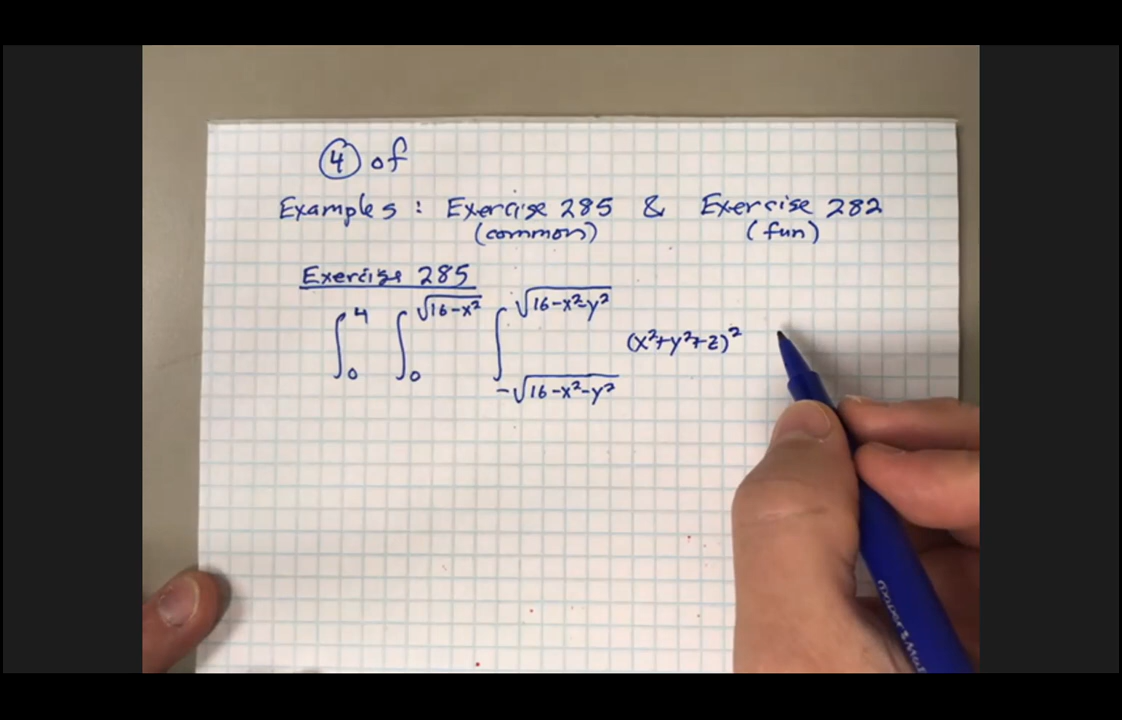 ④ of
Examples : Exercise 285 & Exercise 282
(common) (fun)
Exercise 285
∫₀⁴ ∫₀^√(16-x²) ∫_-√(16-x²-y²)^√(16-x²-y²) (x²+y²+z)²